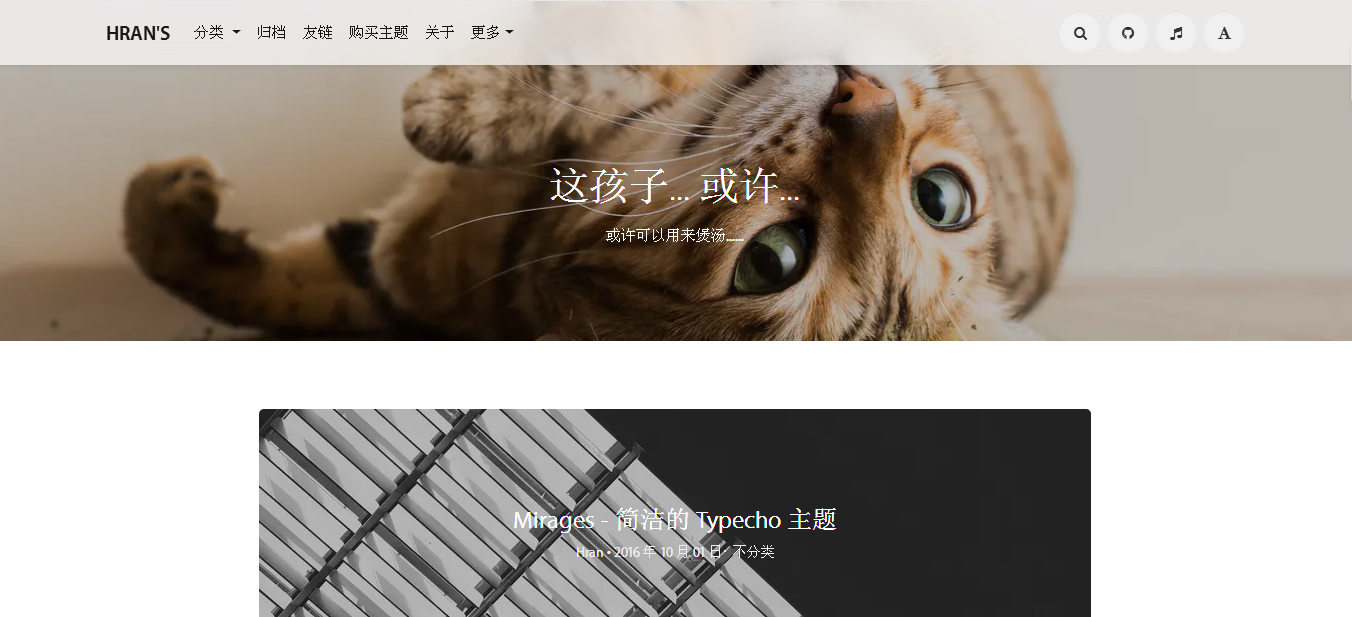 HRAN'S 分类 归档 友链 购买主题 关于 更多 A
这孩子... 或许...
或许可以用来煲汤......
Mirages - 简洁的 Typecho 主题
Hran • 2016 年 10 月 01 日 • 不分类